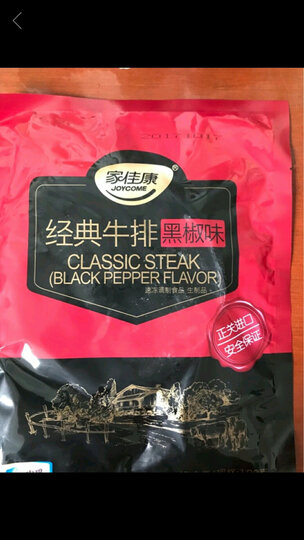 20171017
家佳康
JOYCOME
经典牛排 黑椒味
CLASSIC STEAK
(BLACK PEPPER FLAVOR)
速冻调制食品 生制品
正关进口
安全保证